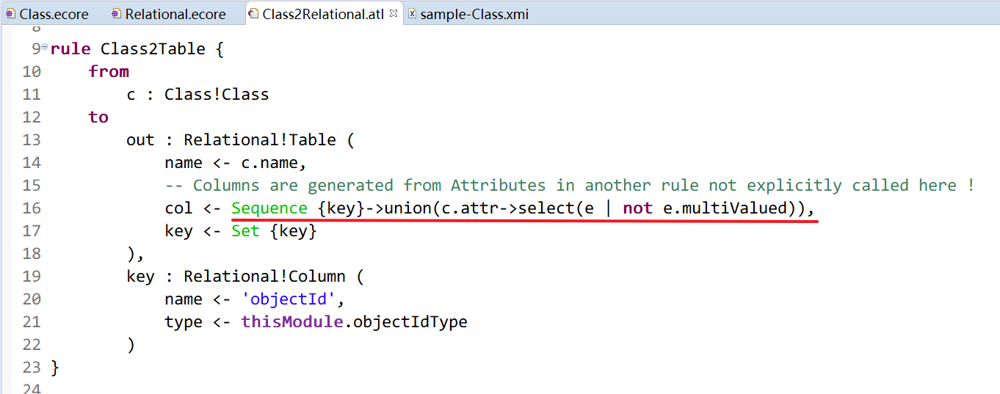 Class.ecore Relational.ecore Class2Relational.atl sample-Class.xmi
8
9 rule Class2Table {
10 from
11 c : Class!Class
12 to
13 out : Relational!Table (
14 name <- c.name,
15 -- Columns are generated from Attributes in another rule not explicitly called here !
16 col <- Sequence {key}->union(c.attr->select(e | not e.multiValued)),
17 key <- Set {key}
18 ),
19 key : Relational!Column (
20 name <- 'objectId',
21 type <- thisModule.objectIdType
22 )
23 }
24